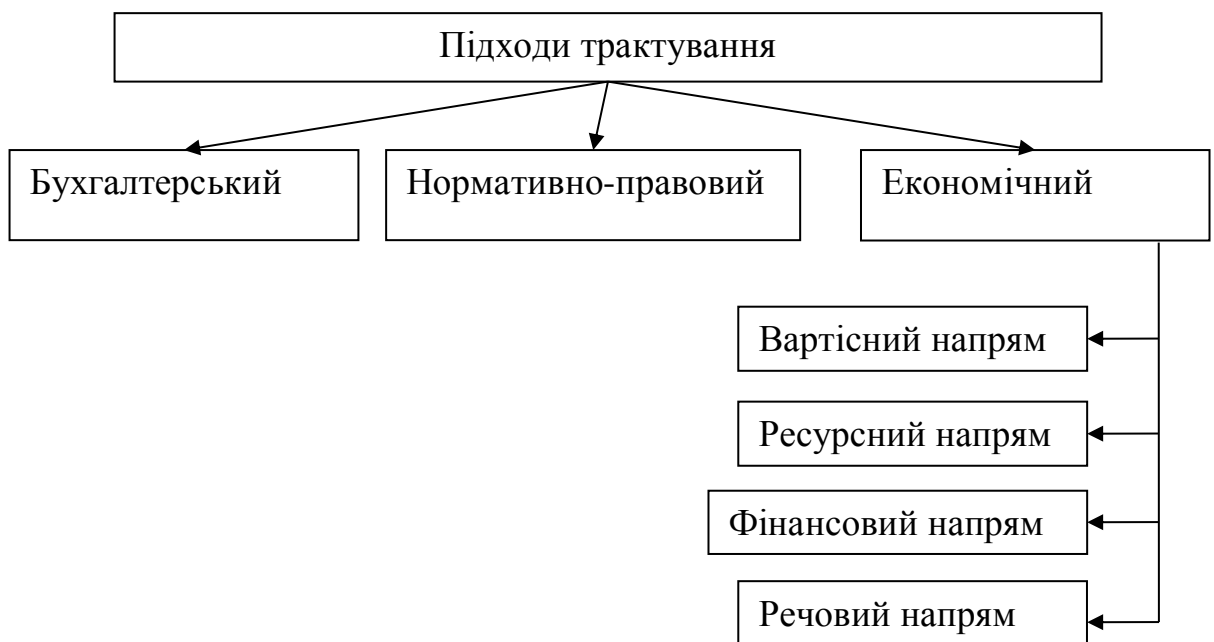 Підходи трактування
Бухгалтерський
Нормативно-правовий
Економічний
Вартісний напрям
Ресурсний напрям
Фінансовий напрям
Речовий напрям